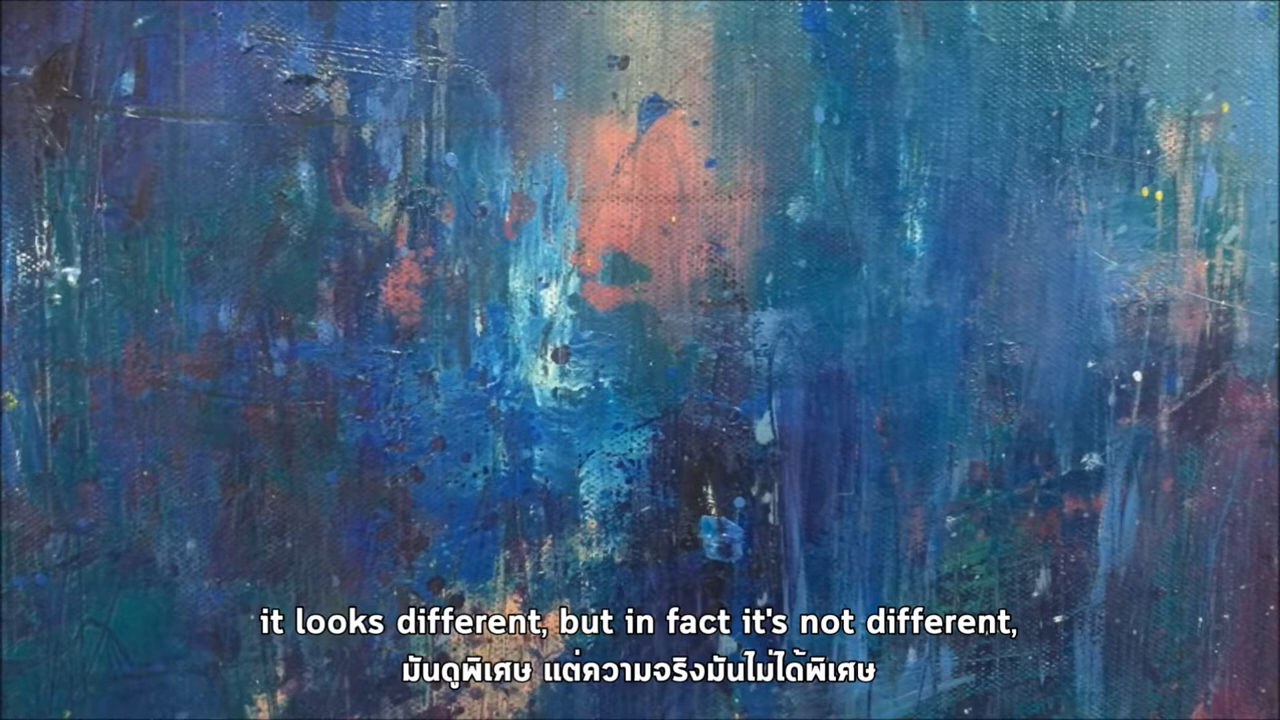 it looks different, but in fact it's not different,
มันดูพิเศษ แต่ความจริงมันไม่ได้พิเศษ